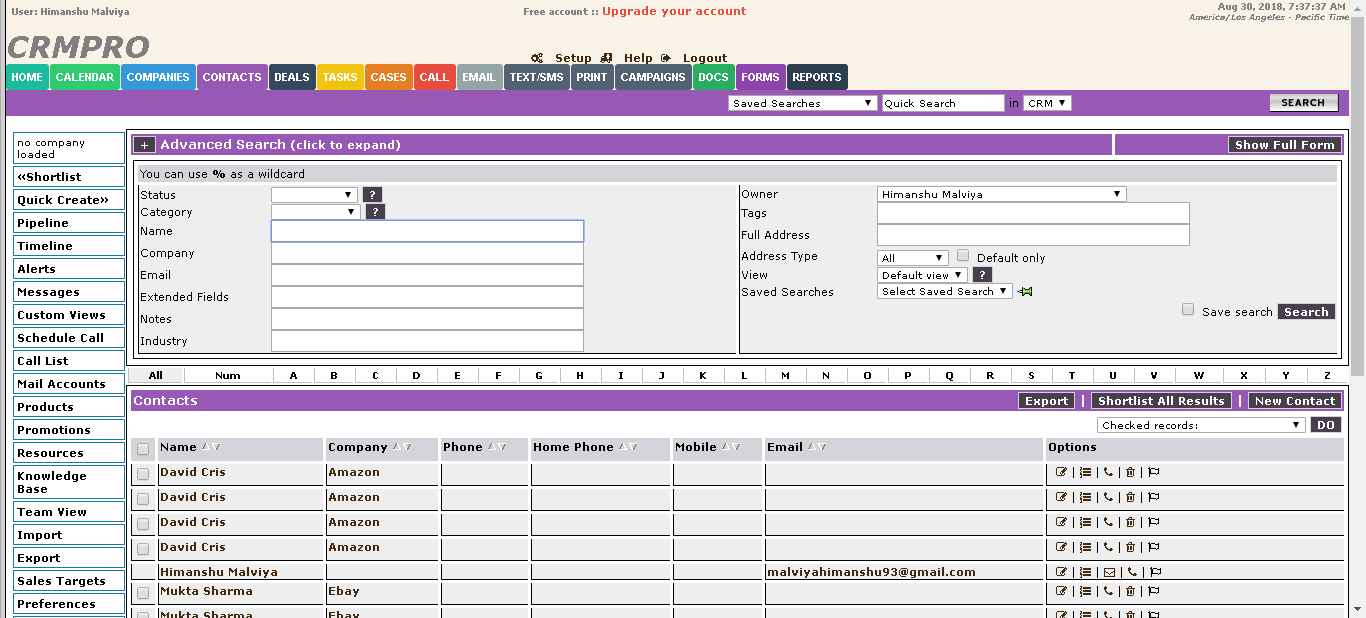 User: Himanshu Malviya
Free account :: Upgrade your account
Aug 30, 2018, 7:37:37 AM
America/Los Angeles - Pacific Time
CRMPRO
Setup Help Logout
HOME CALENDAR COMPANIES CONTACTS DEALS TASKS CASES CALL EMAIL TEXT/SMS PRINT CAMPAIGNS DOCS FORMS REPORTS
Saved Searches Quick Search in CRM SEARCH
no company
loaded
«Shortlist
Quick Create»
Pipeline
Timeline
Alerts
Messages
Custom Views
Schedule Call
Call List
Mail Accounts
Products
Promotions
Resources
Knowledge
Base
Team View
Import
Export
Sales Targets
Preferences
+ Advanced Search (click to expand) Show Full Form
You can use % as a wildcard
Status ?
Category ?
Name
Company
Email
Extended Fields
Notes
Industry
Owner Himanshu Malviya
Tags
Full Address
Address Type All Default only
View Default view ?
Saved Searches Select Saved Search
Save search Search
All Num A B C D E F G H I J K L M N O P Q R S T U V W X Y Z
Contacts Export | Shortlist All Results | New Contact
Checked records: DO
Name Company Phone Home Phone Mobile Email Options
David Cris Amazon | | | |
David Cris Amazon | | | |
David Cris Amazon | | | |
David Cris Amazon | | | |
Himanshu Malviya malviyahimanshu93@gmail.com | | | |
Mukta Sharma Ebay | | | |
Mukta Sharma Ebay | | | |